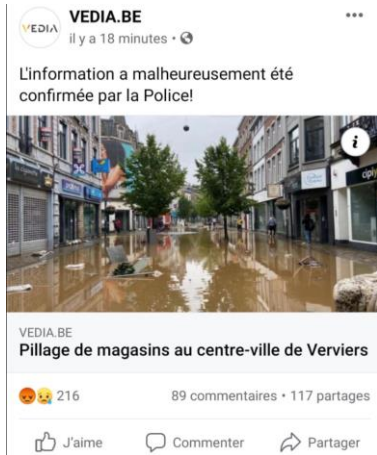 VEDIA
VEDIA.BE
il y a 18 minutes
L'information a malheureusement été
confirmée par la Police!
i
VEDIA.BE
Pillage de magasins au centre-ville de Verviers
216
89 commentaires • 117 partages
J'aime
Commenter
Partager